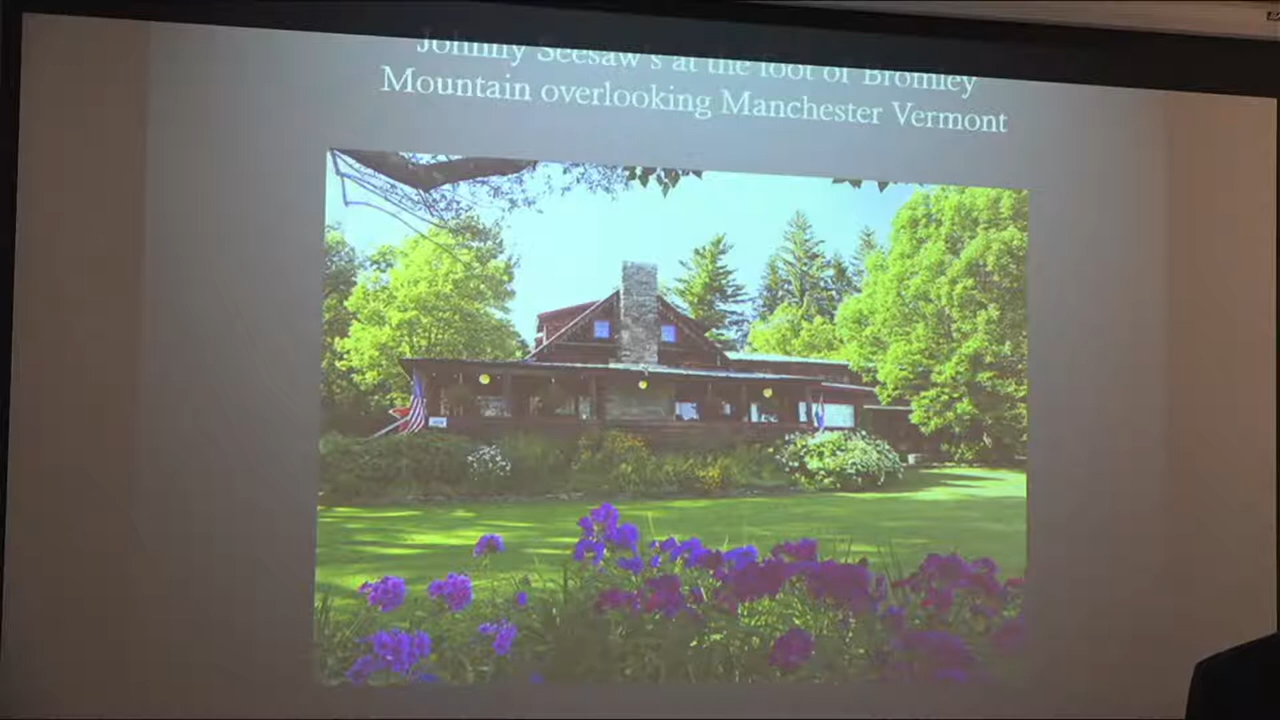 Johnny Seesaw's at the foot of Bromley
Mountain overlooking Manchester Vermont